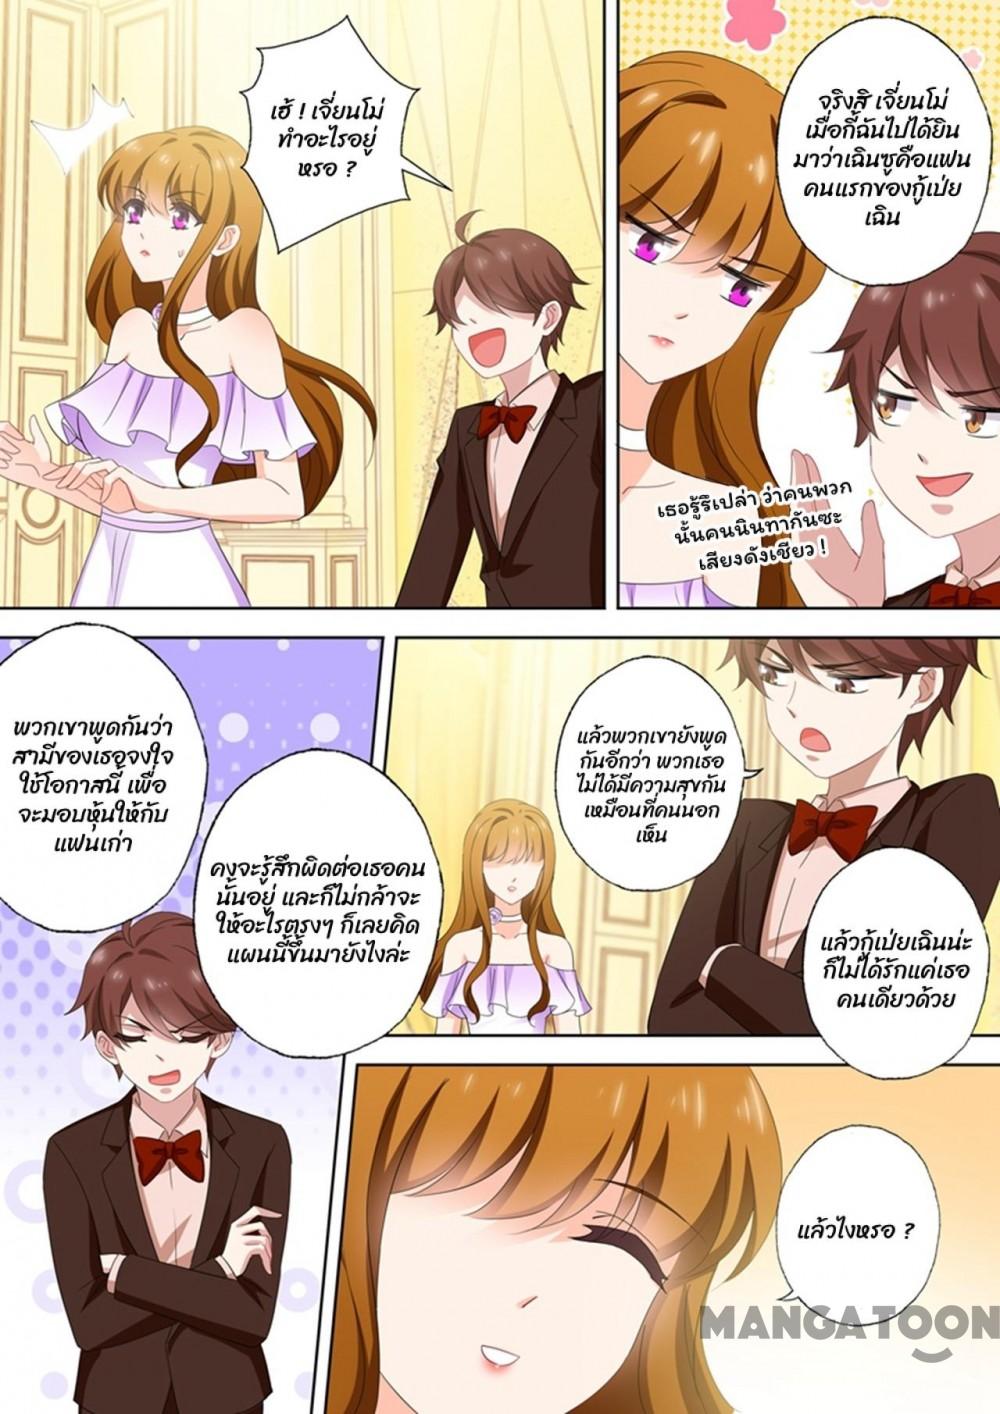 เฮ้ ! เจี่ยนโม่
ทำอะไรอยู่
หรอ ?
จริงสิ เจี่ยนโม่
เมื่อกี้ฉันไปได้ยิน
มาว่าเฉินซูคือแฟน
คนแรกของกู้เป่ย
เฉิน
เธอรู้รึเปล่า ว่าคนพวก
นั้นคนนินทากันซะ
เสียงดังเชียว !
พวกเขาพูดกันว่า
สามีของเธอจงใจ
ใช้โอกาสนี้ เพื่อ
จะมอบหุ้นให้กับ
แฟนเก่า
คงจะรู้สึกผิดต่อเธอคน
นั้นอยู่ และก็ไม่กล้าจะ
ให้อะไรตรงๆ ก็เลยคิด
แผนนี้ขึ้นมายังไงล่ะ
แล้วพวกเขายังพูด
กันอีกว่า พวกเธอ
ไม่ได้มีความสุขกัน
เหมือนที่คนนอก
เห็น
แล้วกู้เป่ยเฉินน่ะ
ก็ไม่ได้รักแค่เธอ
คนเดียวด้วย
แล้วไงหรอ ?
MANGATOON